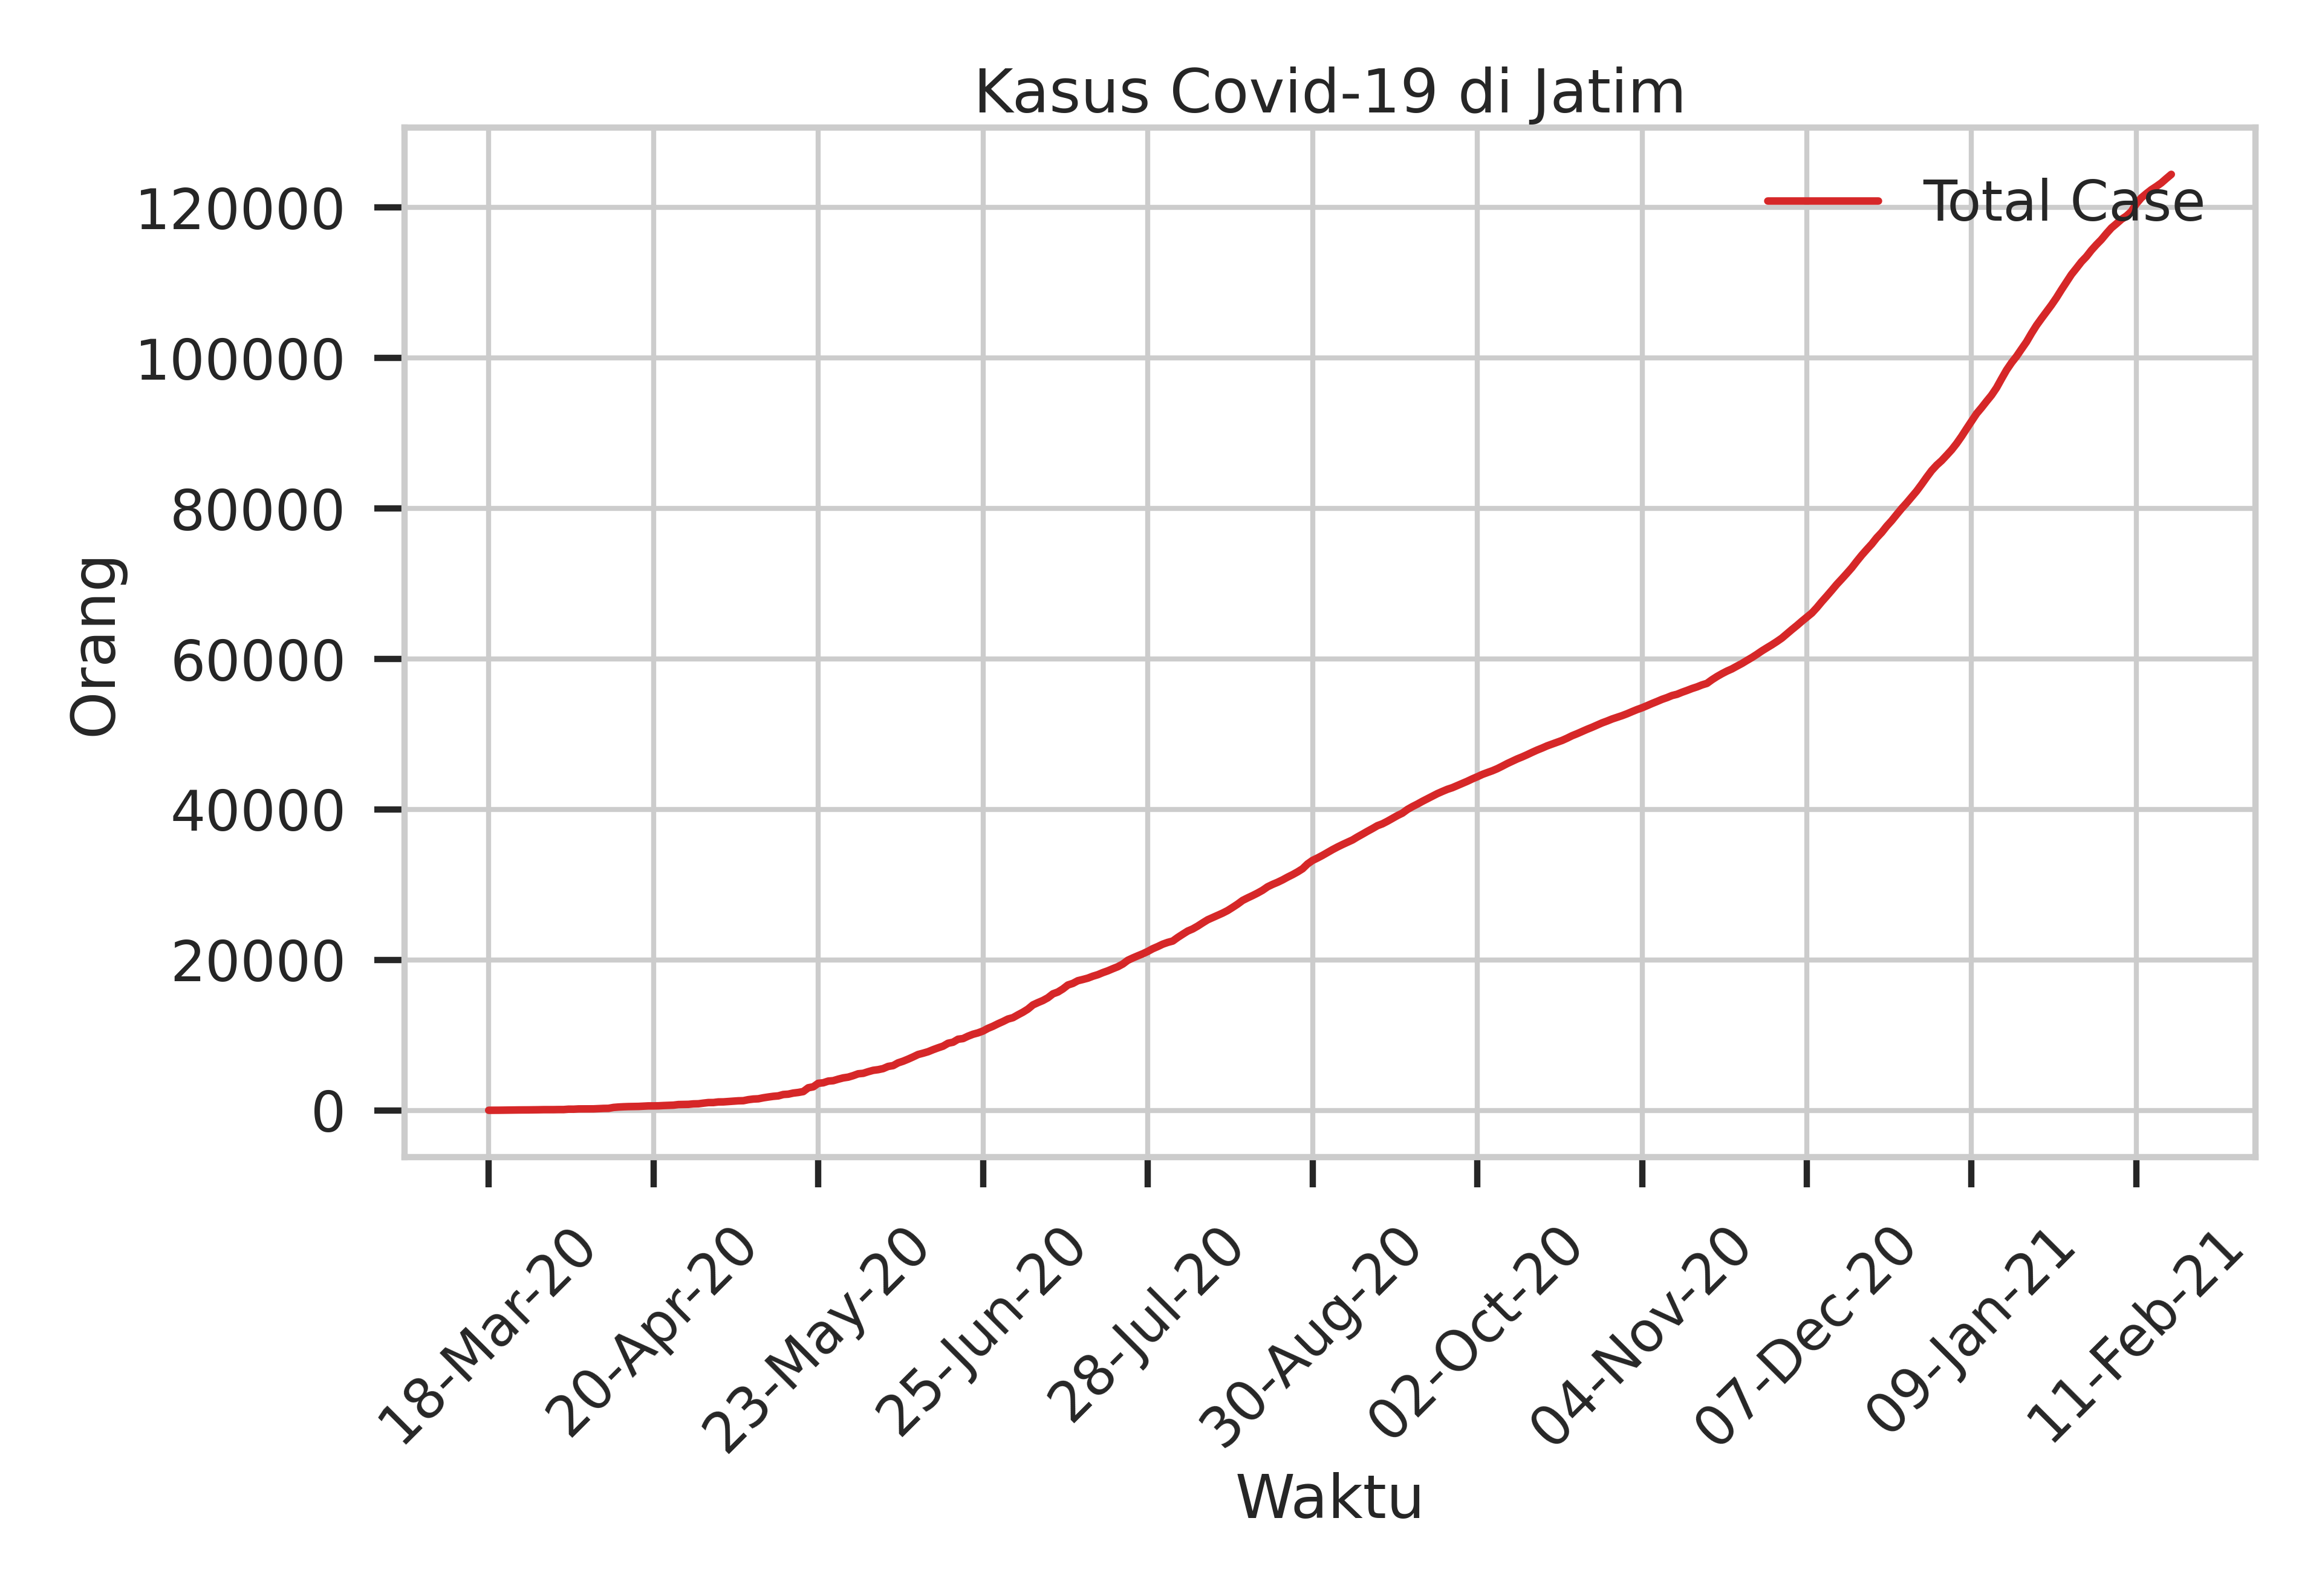 Kasus Covid-19 di Jatim
Total Case
120000
100000
80000
60000
40000
20000
0
Orang
18-Mar-20
20-Apr-20
23-May-20
25-Jun-20
28-Jul-20
30-Aug-20
02-Oct-20
04-Nov-20
07-Dec-20
09-Jan-21
11-Feb-21
Waktu